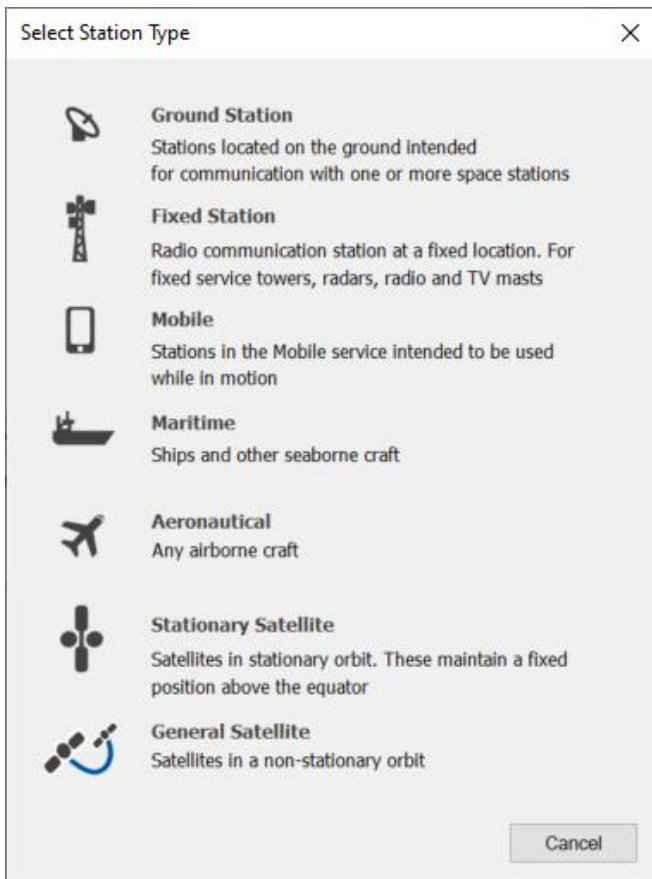 Select Station Type
Ground Station
Stations located on the ground intended
for communication with one or more space stations
Fixed Station
Radio communication station at a fixed location. For
fixed service towers, radars, radio and TV masts
Mobile
Stations in the Mobile service intended to be used
while in motion
Maritime
Ships and other seaborne craft
Aeronautical
Any airborne craft
Stationary Satellite
Satellites in stationary orbit. These maintain a fixed
position above the equator
General Satellite
Satellites in a non-stationary orbit
Cancel